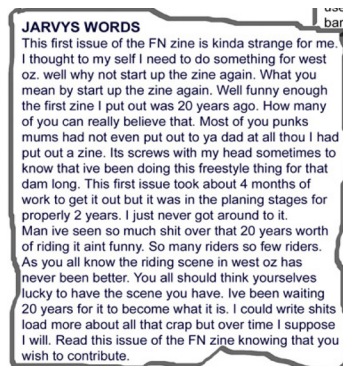 JARVYS WORDS
This first issue of the FN zine is kinda strange for me.
I thought to my self I need to do something for west
oz. well why not start up the zine again. What you
mean by start up the zine again. Well funny enough
the first zine I put out was 20 years ago. How many
of you can really believe that. Most of you punks
mums had not even put out to ya dad at all thou I had
put out a zine. Its screws with my head sometimes to
know that ive been doing this freestyle thing for that
dam long. This first issue took about 4 months of
work to get it out but it was in the planing stages for
properly 2 years. I just never got around to it.
Man ive seen so much shit over that 20 years worth
of riding it aint funny. So many riders so few riders.
As you all know the riding scene in west oz has
never been better. You all should think yourselves
lucky to have the scene you have. Ive been waiting
20 years for it to become what it is. I could write shits
load more about all that crap but over time I suppose
I will. Read this issue of the FN zine knowing that you
wish to contribute.